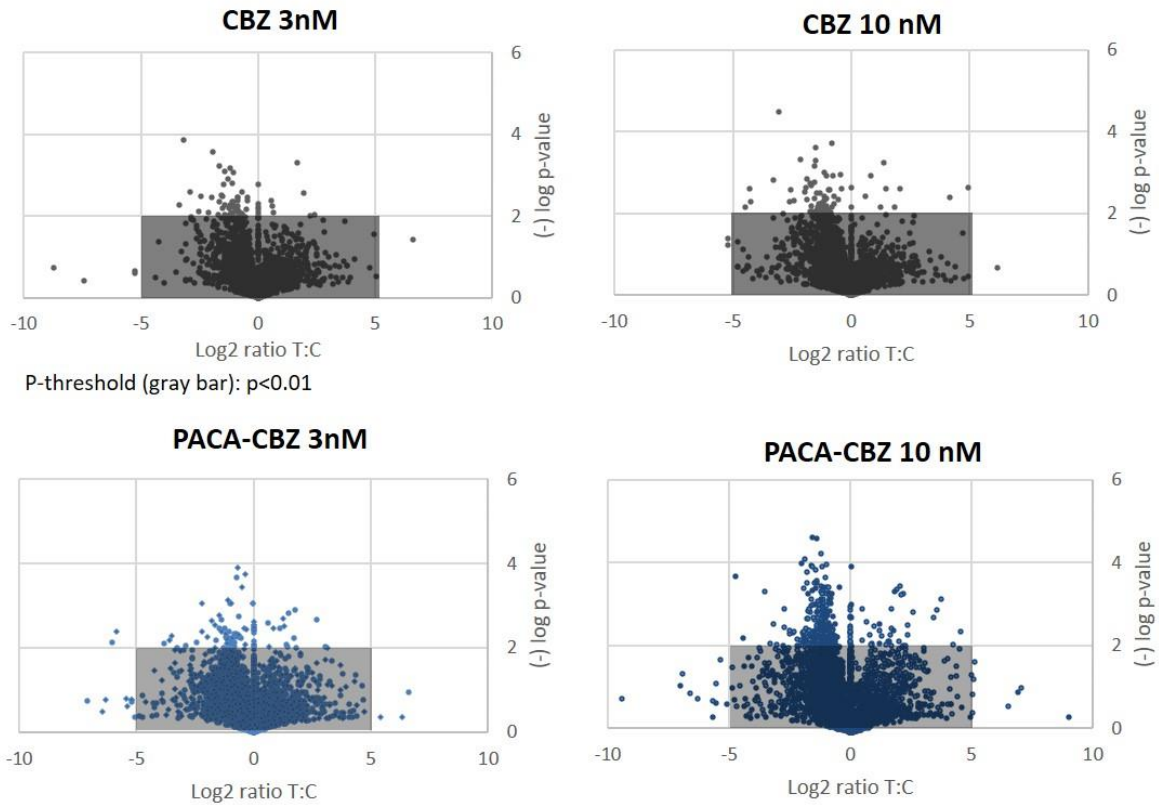 CBZ 3nM
6
4
2
0
(-) log p-value
-10 -5 0 5 10
Log2 ratio T:C
CBZ 10 nM
6
4
2
0
(-) log p-value
-10 -5 0 5 10
Log2 ratio T:C
P-threshold (gray bar): p<0.01
PACA-CBZ 3nM
6
4
2
0
(-) log p-value
-10 -5 0 5 10
Log2 ratio T:C
PACA-CBZ 10 nM
6
4
2
0
(-) log p-value
-10 -5 0 5 10
Log2 ratio T:C